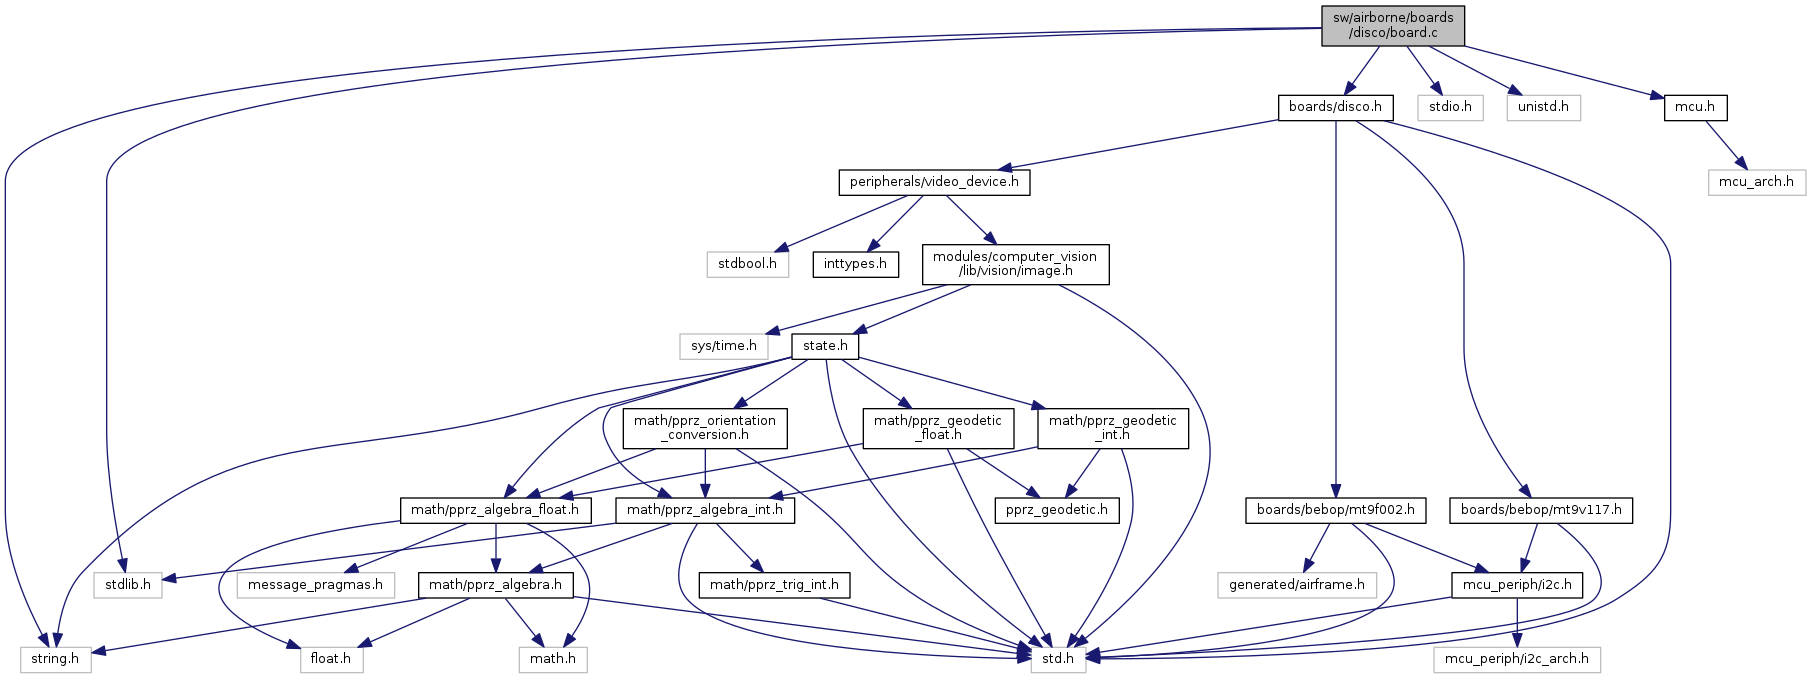 sw/airborne/boards
/disco/board.c
boards/disco.h
stdio.h
unistd.h
mcu.h
peripherals/video_device.h
mcu_arch.h
stdbool.h
inttypes.h
modules/computer_vision
/lib/vision/image.h
sys/time.h
state.h
math/pprz_orientation
_conversion.h
math/pprz_geodetic
_float.h
math/pprz_geodetic
_int.h
math/pprz_algebra_float.h
math/pprz_algebra_int.h
pprz_geodetic.h
boards/bebop/mt9f002.h
boards/bebop/mt9v117.h
stdlib.h
message_pragmas.h
math/pprz_algebra.h
math/pprz_trig_int.h
generated/airframe.h
mcu_periph/i2c.h
string.h
float.h
math.h
std.h
mcu_periph/i2c_arch.h